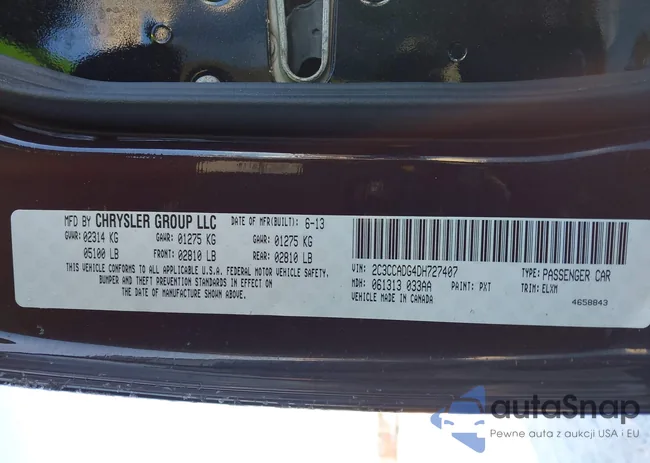 MFD BY CHRYSLER GROUP LLC DATE OF MFR(BUILT): 6-13
GVWR: 02314 KG GAWR: 01275 KG GAWR: 01275 KG
05100 LB FRONT: 02810 LB REAR: 02810 LB
THIS VEHICLE CONFORMS TO ALL APPLICABLE U.S.A. FEDERAL MOTOR VEHICLE SAFETY,
BUMPER AND THEFT PREVENTION STANDARDS IN EFFECT ON
THE DATE OF MANUFACTURE SHOWN ABOVE.
VIN: 2C3CCADG4DH727407 TYPE: PASSENGER CAR
MDH: 061313 033AA PAINT: PXT TRIM: ELXM
MADE IN CANADA
4658843
autoSnap
Pewne auta z aukcji USA i EU